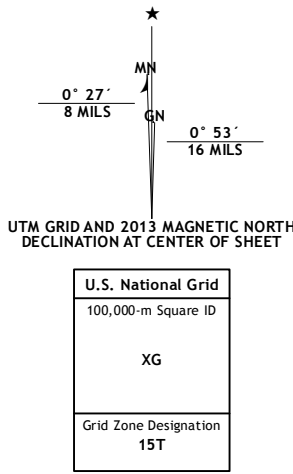 ★
MN
0° 27´
8 MILS
GN
0° 53´
16 MILS
UTM GRID AND 2013 MAGNETIC NORTH
DECLINATION AT CENTER OF SHEET
U.S. National Grid
100,000-m Square ID
XG
Grid Zone Designation
15T